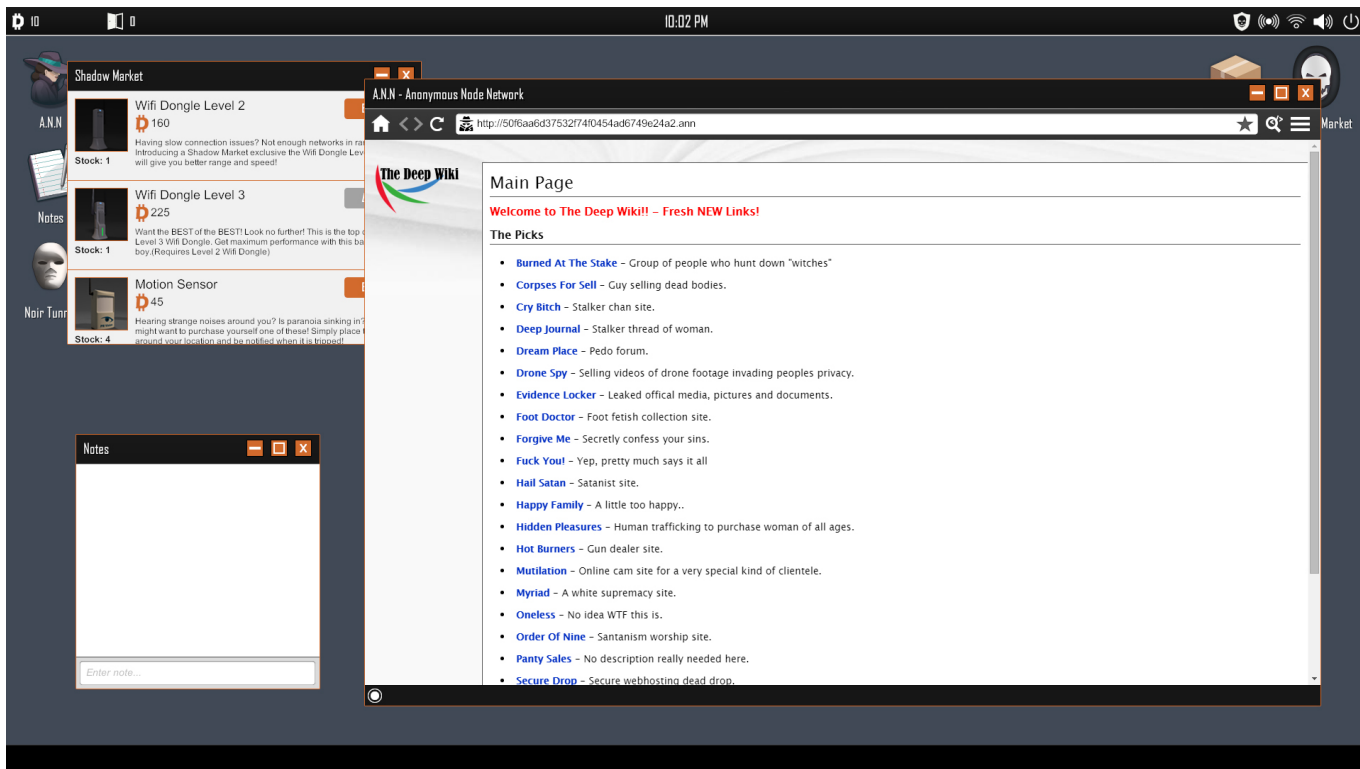 10
0
10:02 PM
A.N.N
Notes
Noir Tunn
Market
Shadow Market
Wifi Dongle Level 2
160
Having slow connection issues? Not enough networks in ran
Introducing a Shadow Market exclusive the Wifi Dongle Lev
will give you better range and speed!
Stock: 1
Wifi Dongle Level 3
225
Want the BEST of the BEST! Look no further! This is the top o
Level 3 Wifi Dongle. Get maximum performance with this ba
boy.(Requires Level 2 Wifi Dongle)
Stock: 1
Motion Sensor
45
Hearing strange noises around you? Is paranoia sinking in?
might want to purchase yourself one of these! Simply place
around your location and be notified when it is tripped!
Stock: 4
Notes
Enter note...
A.N.N - Anonymous Node Network
http://50f6aa6d37532f74f0454ad6749e24a2.ann
The Deep Wiki
Main Page
Welcome to The Deep Wiki!! – Fresh NEW Links!
The Picks
Burned At The Stake – Group of people who hunt down "witches"
Corpses For Sell – Guy selling dead bodies.
Cry Bitch – Stalker chan site.
Deep Journal – Stalker thread of woman.
Dream Place – Pedo forum.
Drone Spy – Selling videos of drone footage invading peoples privacy.
Evidence Locker – Leaked offical media, pictures and documents.
Foot Doctor – Foot fetish collection site.
Forgive Me – Secretly confess your sins.
Fuck You! – Yep, pretty much says it all
Hail Satan – Satanist site.
Happy Family – A little too happy..
Hidden Pleasures – Human trafficking to purchase woman of all ages.
Hot Burners – Gun dealer site.
Mutilation – Online cam site for a very special kind of clientele.
Myriad – A white supremacy site.
Oneless – No idea WTF this is.
Order Of Nine – Santanism worship site.
Panty Sales – No description really needed here.
Secure Drop – Secure webhosting dead drop.